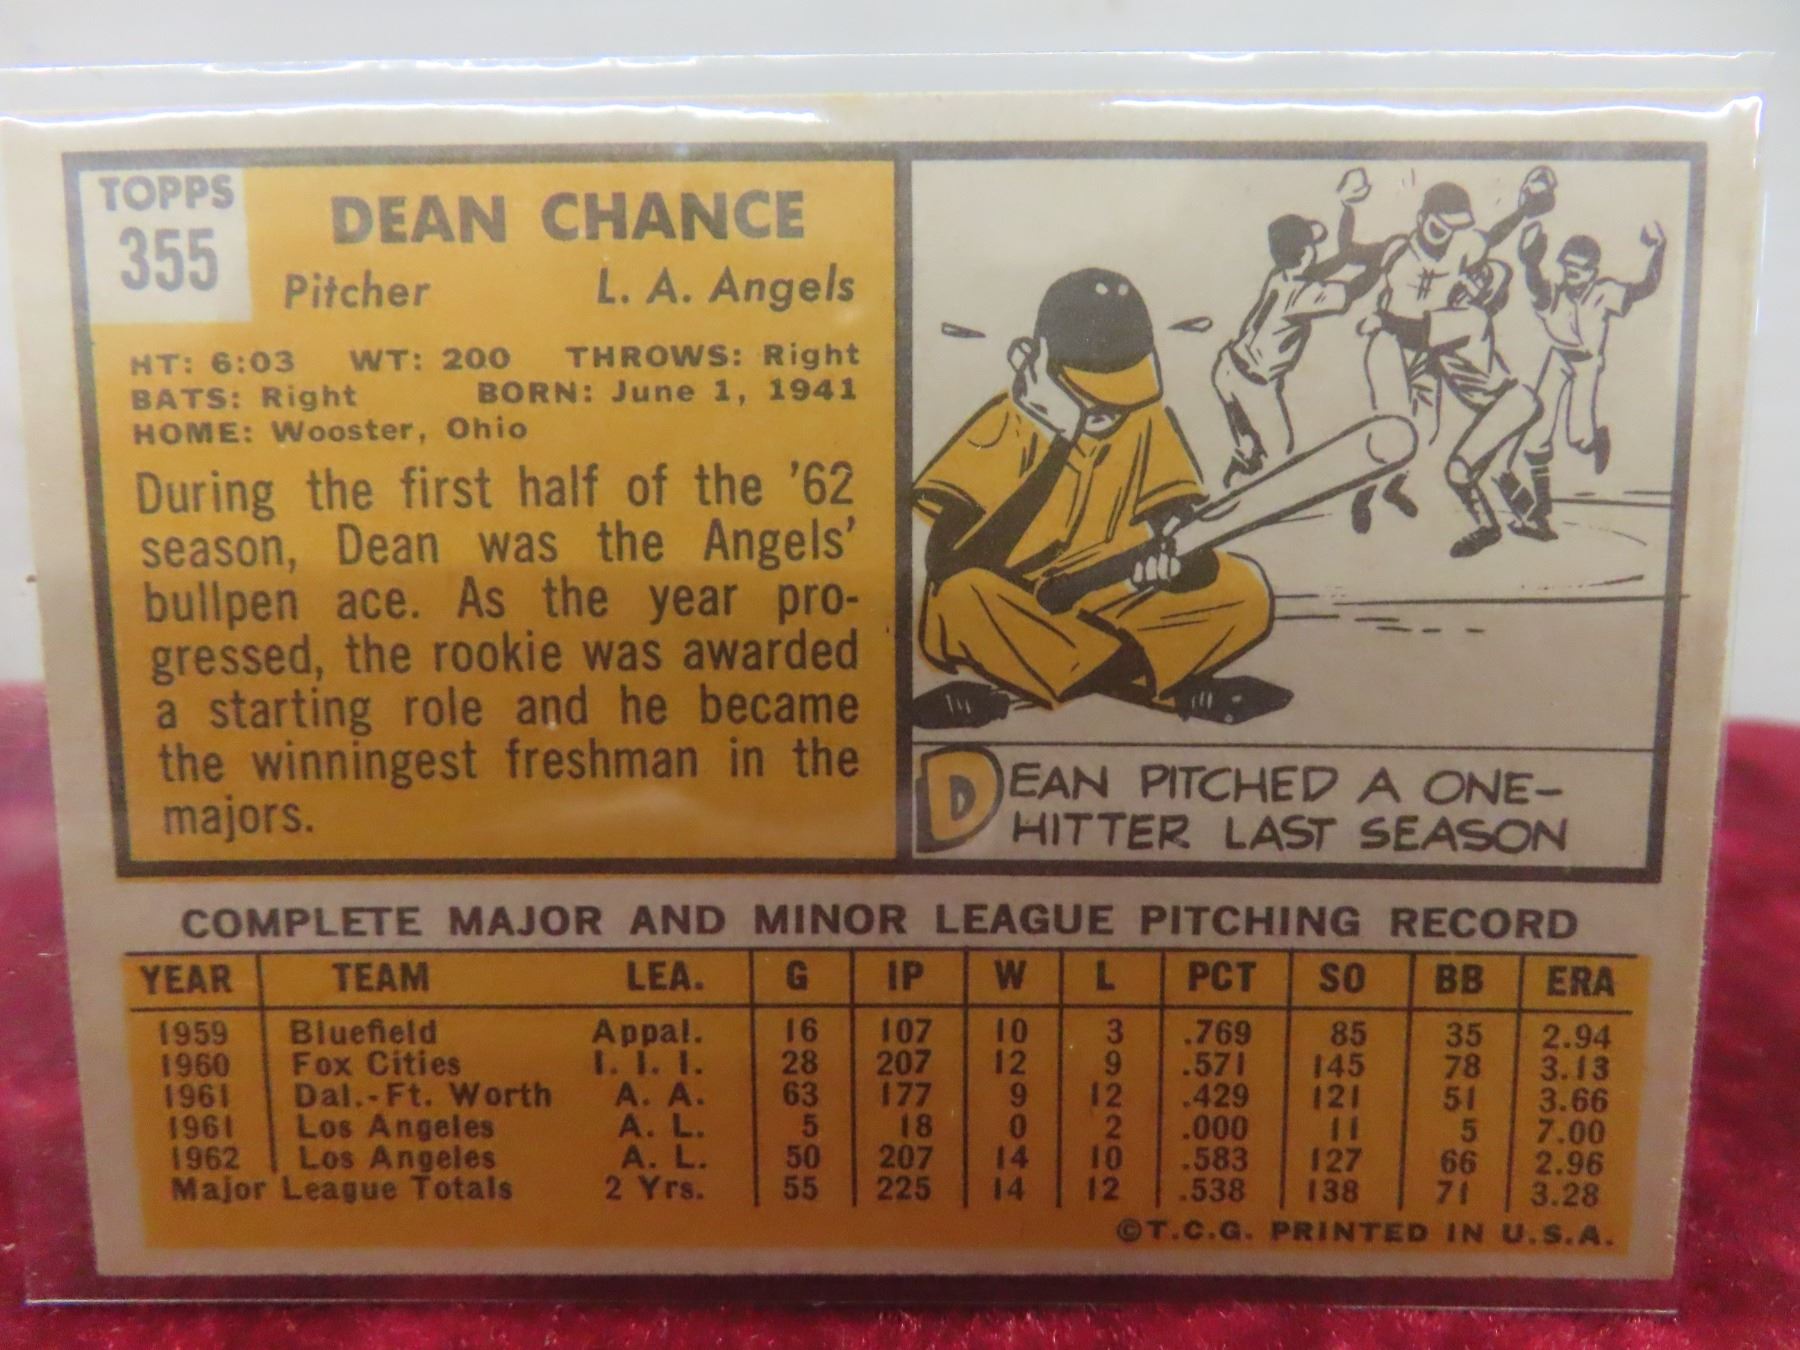 TOPPS
355
DEAN CHANCE
Pitcher L. A. Angels
HT: 6:03 WT: 200 THROWS: Right
BATS: Right BORN: June 1, 1941
HOME: Wooster, Ohio
During the first half of the '62
season, Dean was the Angels'
bullpen ace. As the year pro-
gressed, the rookie was awarded
a starting role and he became
the winningest freshman in the
majors.
DEAN PITCHED A ONE-
HITTER LAST SEASON
COMPLETE MAJOR AND MINOR LEAGUE PITCHING RECORD
YEAR TEAM LEA. G IP W L PCT SO BB ERA
1959 Bluefield Appal. 16 107 10 3 .769 85 35 2.94
1960 Fox Cities I. I. I. 28 207 12 9 .571 145 78 3.13
1961 Dal.-Ft. Worth A. A. 63 177 9 12 .429 121 51 3.66
1961 Los Angeles A. L. 5 18 0 2 .000 11 5 7.00
1962 Los Angeles A. L. 50 207 14 10 .583 127 66 2.96
Major League Totals 2 Yrs. 55 225 14 12 .538 138 71 3.28
©T.C.G. PRINTED IN U.S.A.